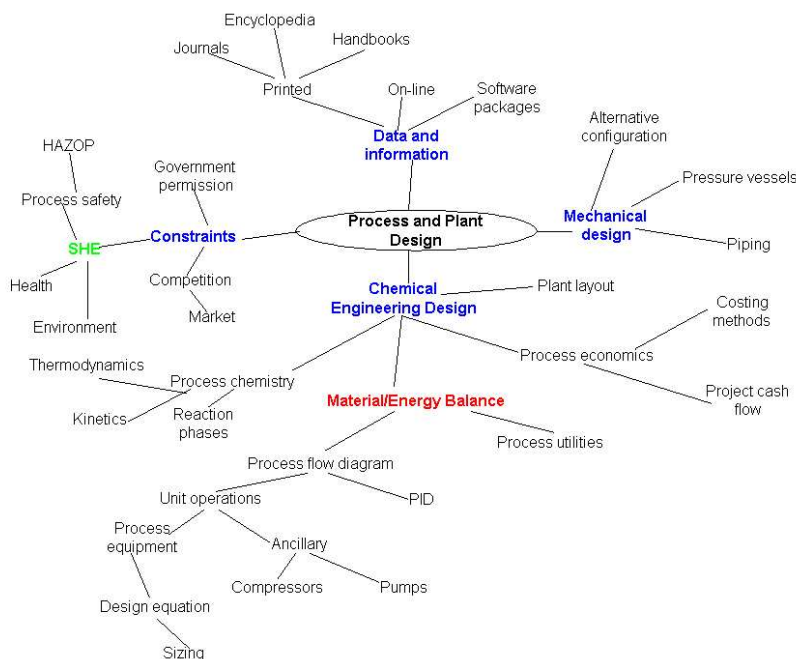 Encyclopedia
Journals
Handbooks
Printed
On-line
Software
packages
Data and
information
Alternative
configuration
HAZOP
Government
permission
Process safety
Pressure vessels
Process and Plant
Design
Mechanical
design
SHE
Constraints
Piping
Health
Competition
Chemical
Engineering Design
Plant layout
Environment
Market
Costing
methods
Thermodynamics
Process chemistry
Process economics
Kinetics
Reaction
phases
Material/Energy Balance
Project cash
flow
Process utilities
Process flow diagram
Unit operations
PID
Process
equipment
Ancillary
Compressors
Pumps
Design equation
Sizing